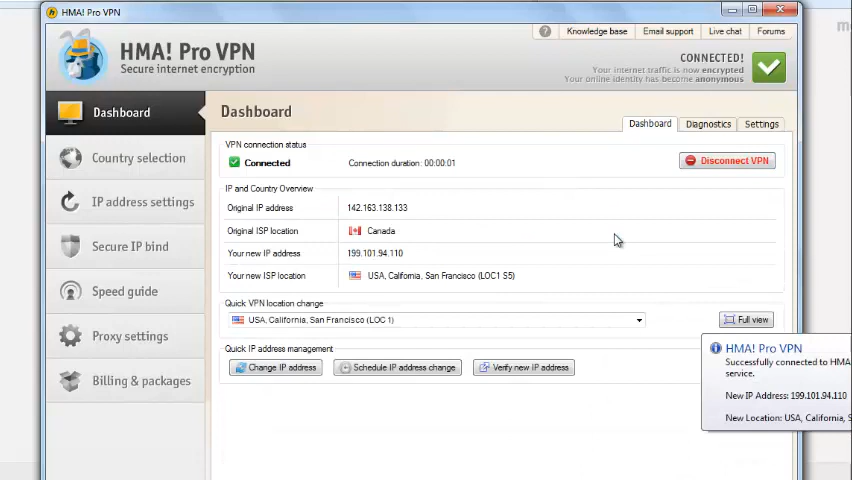 HMA! Pro VPN
Knowledge base
Email support
Live chat
Forums
HMA! Pro VPN
Secure internet encryption
CONNECTED!
Your internet traffic is now encrypted
Your online identity has become anonymous
Dashboard
Country selection
IP address settings
Secure IP bind
Speed guide
Proxy settings
Billing & packages
Dashboard
Dashboard
Diagnostics
Settings
VPN connection status
Connected
Connection duration: 00:00:01
Disconnect VPN
IP and Country Overview
Original IP address
142.163.138.133
Original ISP location
Canada
Your new IP address
199.101.94.110
Your new ISP location
USA, California, San Francisco (LOC1 S5)
Quick VPN location change
USA, California, San Francisco (LOC 1)
Full view
Quick IP address management
Change IP address
Schedule IP address change
Verify new IP address
HMA! Pro VPN
Successfully connected to HMA!
service.
New IP Address: 199.101.94.110
New Location: USA, California, S